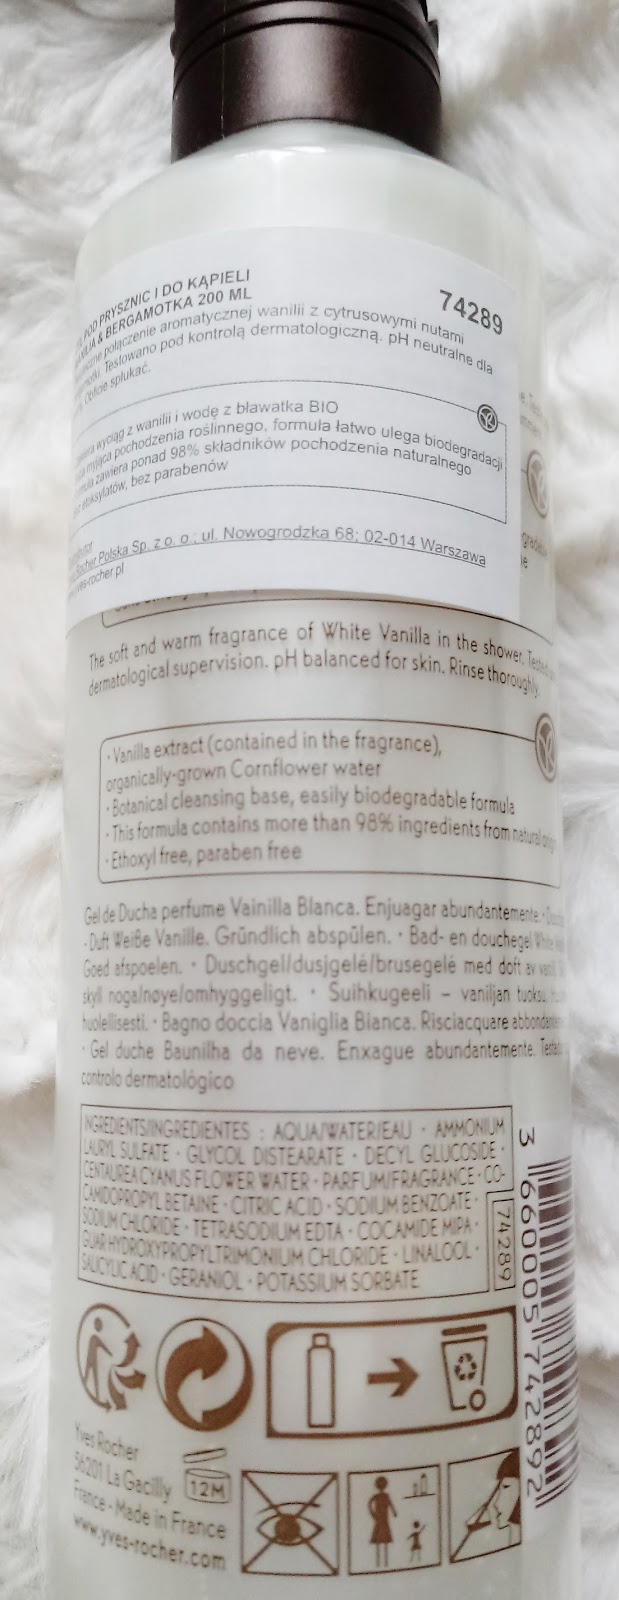 POD PRYSZNIC I DO KĄPIELI
& BERGAMOTKA 200 ML
74289
połączenie aromatycznej wanilii z cytrusowymi nutami
Testowano pod kontrolą dermatologiczną. pH neutralne dla
Obficie spłukać.
wyciąg z wanilii i wodę z bławatka BIO
myjąca pochodzenia roślinnego, formuła łatwo ulega biodegradacji
zawiera ponad 98% składników pochodzenia naturalnego
bez parabenów
Rocher Polska Sp. z o.o.; ul. Nowogrodzka 68; 02-014 Warszawa
yves-rocher.pl
The soft and warm fragrance of White Vanilla in the shower.
dermatological supervision. pH balanced for skin. Rinse thoroughly.
· Vanilla extract (contained in the fragrance),
organically-grown Cornflower water
· Botanical cleansing base, easily biodegradable formula
· This formula contains more than 98% ingredients from natural
· Ethoxyl free, paraben free
Gel de Ducha perfume Vainilla Blanca. Enjuagar abundantemente. ·
· Duft Weiße Vanille. Gründlich abspülen. · Bad- en douchegel White
Goed afspoelen. · Duschgel/dusjgelé/brusegelé med doft av
skyll noga/nøye/omhyggeligt. · Suihkugeeli – vaniljan tuoksu.
huolellisesti. · Bagno doccia Vaniglia Bianca. Risciacquare
· Gel duche Baunilha da neve. Enxague abundantemente.
controlo dermatológico
INGREDIENTS/INGREDIENTES : AQUA/WATER/EAU · AMMONIUM
LAURYL SULFATE · GLYCOL DISTEARATE · DECYL GLUCOSIDE ·
CENTAUREA CYANUS FLOWER WATER · PARFUM/FRAGRANCE · CO-
CAMIDOPROPYL BETAINE · CITRIC ACID · SODIUM BENZOATE ·
SODIUM CHLORIDE · TETRASODIUM EDTA · COCAMIDE MIPA ·
GUAR HYDROXYPROPYLTRIMONIUM CHLORIDE · LINALOOL ·
SALICYLIC ACID · GERANIOL · POTASSIUM SORBATE
74289
3 660005 742892
Yves Rocher
56201 La Gacilly
France - Made in France
www.yves-rocher.com
12M